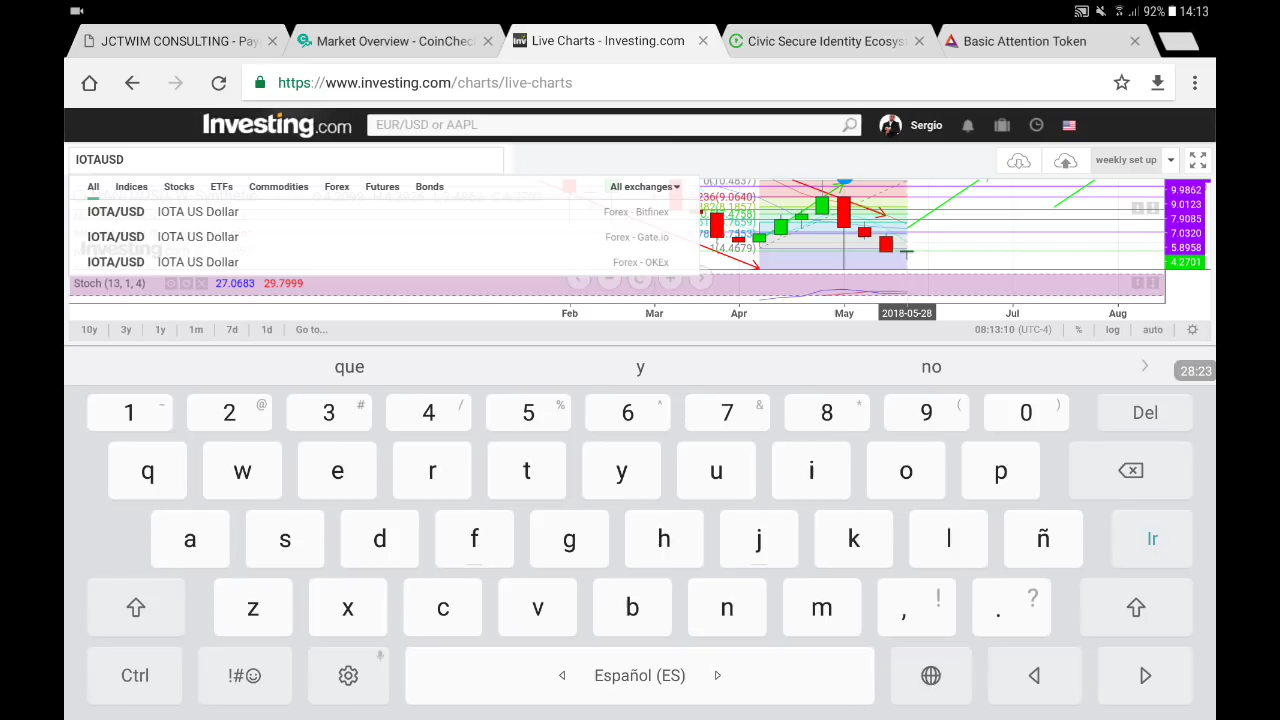 92% 14:13
JCTWIM CONSULTING - Pay
Market Overview - CoinChec
Live Charts - Investing.com
Civic Secure Identity Ecosys
Basic Attention Token
https://www.investing.com/charts/live-charts
Investing.com
EUR/USD or AAPL
Sergio
IOTAUSD
weekly set up
All Indices Stocks ETFs Commodities Forex Futures Bonds All exchanges
IOTA/USD IOTA US Dollar Forex - Bitfinex
IOTA/USD IOTA US Dollar Forex - Gate.io
IOTA/USD IOTA US Dollar Forex - OKEx
9.9862
9.0123
7.9085
7.0320
5.8958
4.2701
Stoch (13, 1, 4) 27.0683 29.7999
Feb Mar Apr May 2018-05-28 Jul Aug
10y 3y 1y 1m 7d 1d Go to... 08:13:10 (UTC-4) % log auto
que y no
28:23
1 - 2 @ 3 # 4 / 5 % 6 ^ 7 & 8 * 9 ( 0 ) Del
q w e r t y u i o p
a s d f g h j k l ñ Ir
z x c v b n m , ! . ?
Ctrl !#☺ Español (ES)